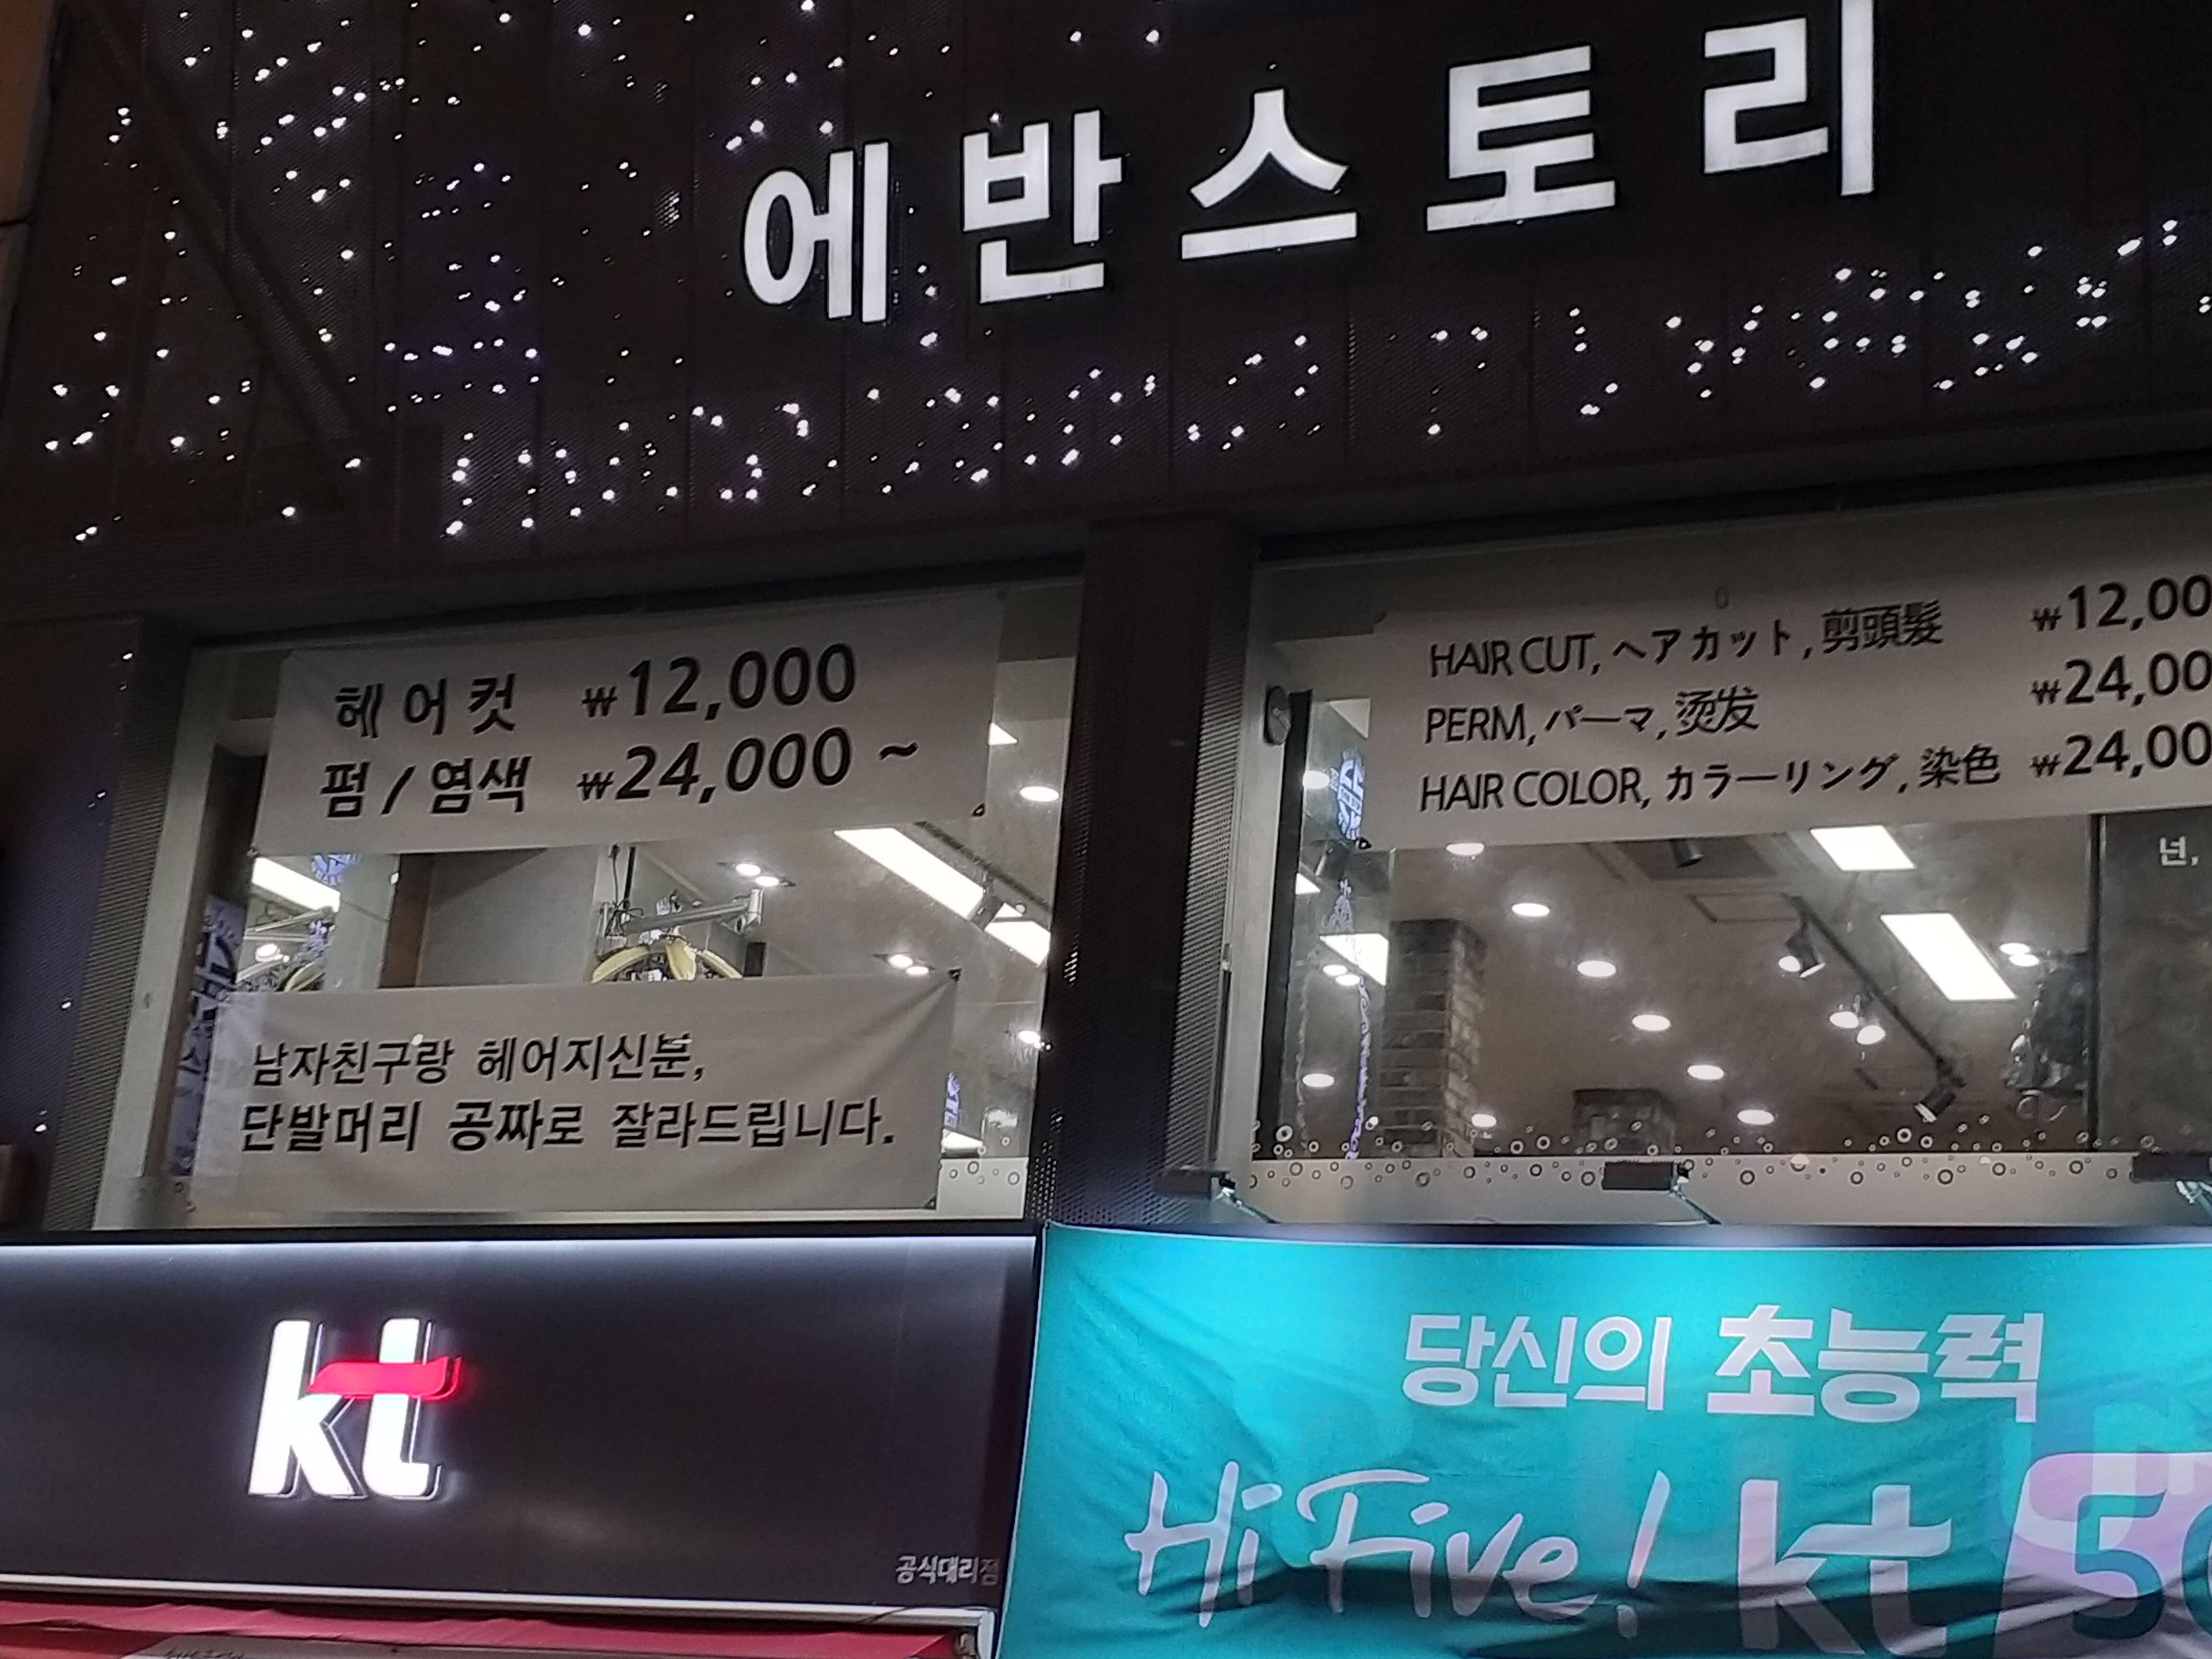 에반스토리
헤어컷 ₩12,000
펌/염색 ₩24,000 ~
HAIR CUT, ヘアカット, 剪頭髮 ₩12,00
PERM, パーマ, 烫发 ₩24,00
HAIR COLOR, カラーリング, 染色 ₩24,00
넌,
남자친구랑 헤어지신분,
단발머리 공짜로 잘라드립니다.
kt
공식대리점
당신의 초능력
Hi Five! kt 5G